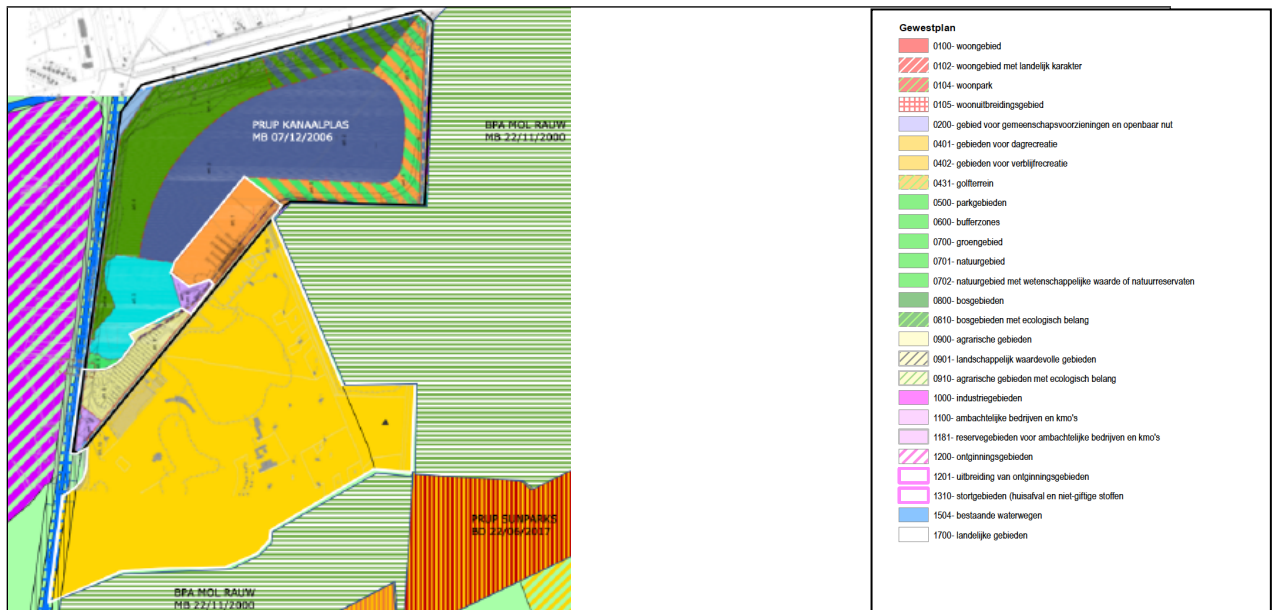 PRUP KANAALPLAS
MB 07/12/2006
BPA MOL RAUW
MB 22/11/2000
PRUP SUNPARKS
BD 22/06/2017
BPA MOL RAUW
MB 22/11/2000
Gewestplan
0100- woongebied
0102- woongebied met landelijk karakter
0104- woonpark
0105- woonuitbreidingsgebied
0200- gebied voor gemeenschapsvoorzieningen en openbaar nut
0401- gebieden voor dagrecreatie
0402- gebieden voor verblijfrecreatie
0431- golfterrein
0500- parkgebieden
0600- bufferzones
0700- groengebied
0701- natuurgebied
0702- natuurgebied met wetenschappelijke waarde of natuurreservaten
0800- bosgebieden
0810- bosgebieden met ecologisch belang
0900- agrarische gebieden
0901- landschappelijk waardevolle gebieden
0910- agrarische gebieden met ecologisch belang
1000- industriegebieden
1100- ambachtelijke bedrijven en kmo's
1181- reservegebieden voor ambachtelijke bedrijven en kmo's
1200- ontginningsgebieden
1201- uitbreiding van ontginningsgebieden
1310- stortgebieden (huisafval en niet-giftige stoffen
1504- bestaande waterwegen
1700- landelijke gebieden